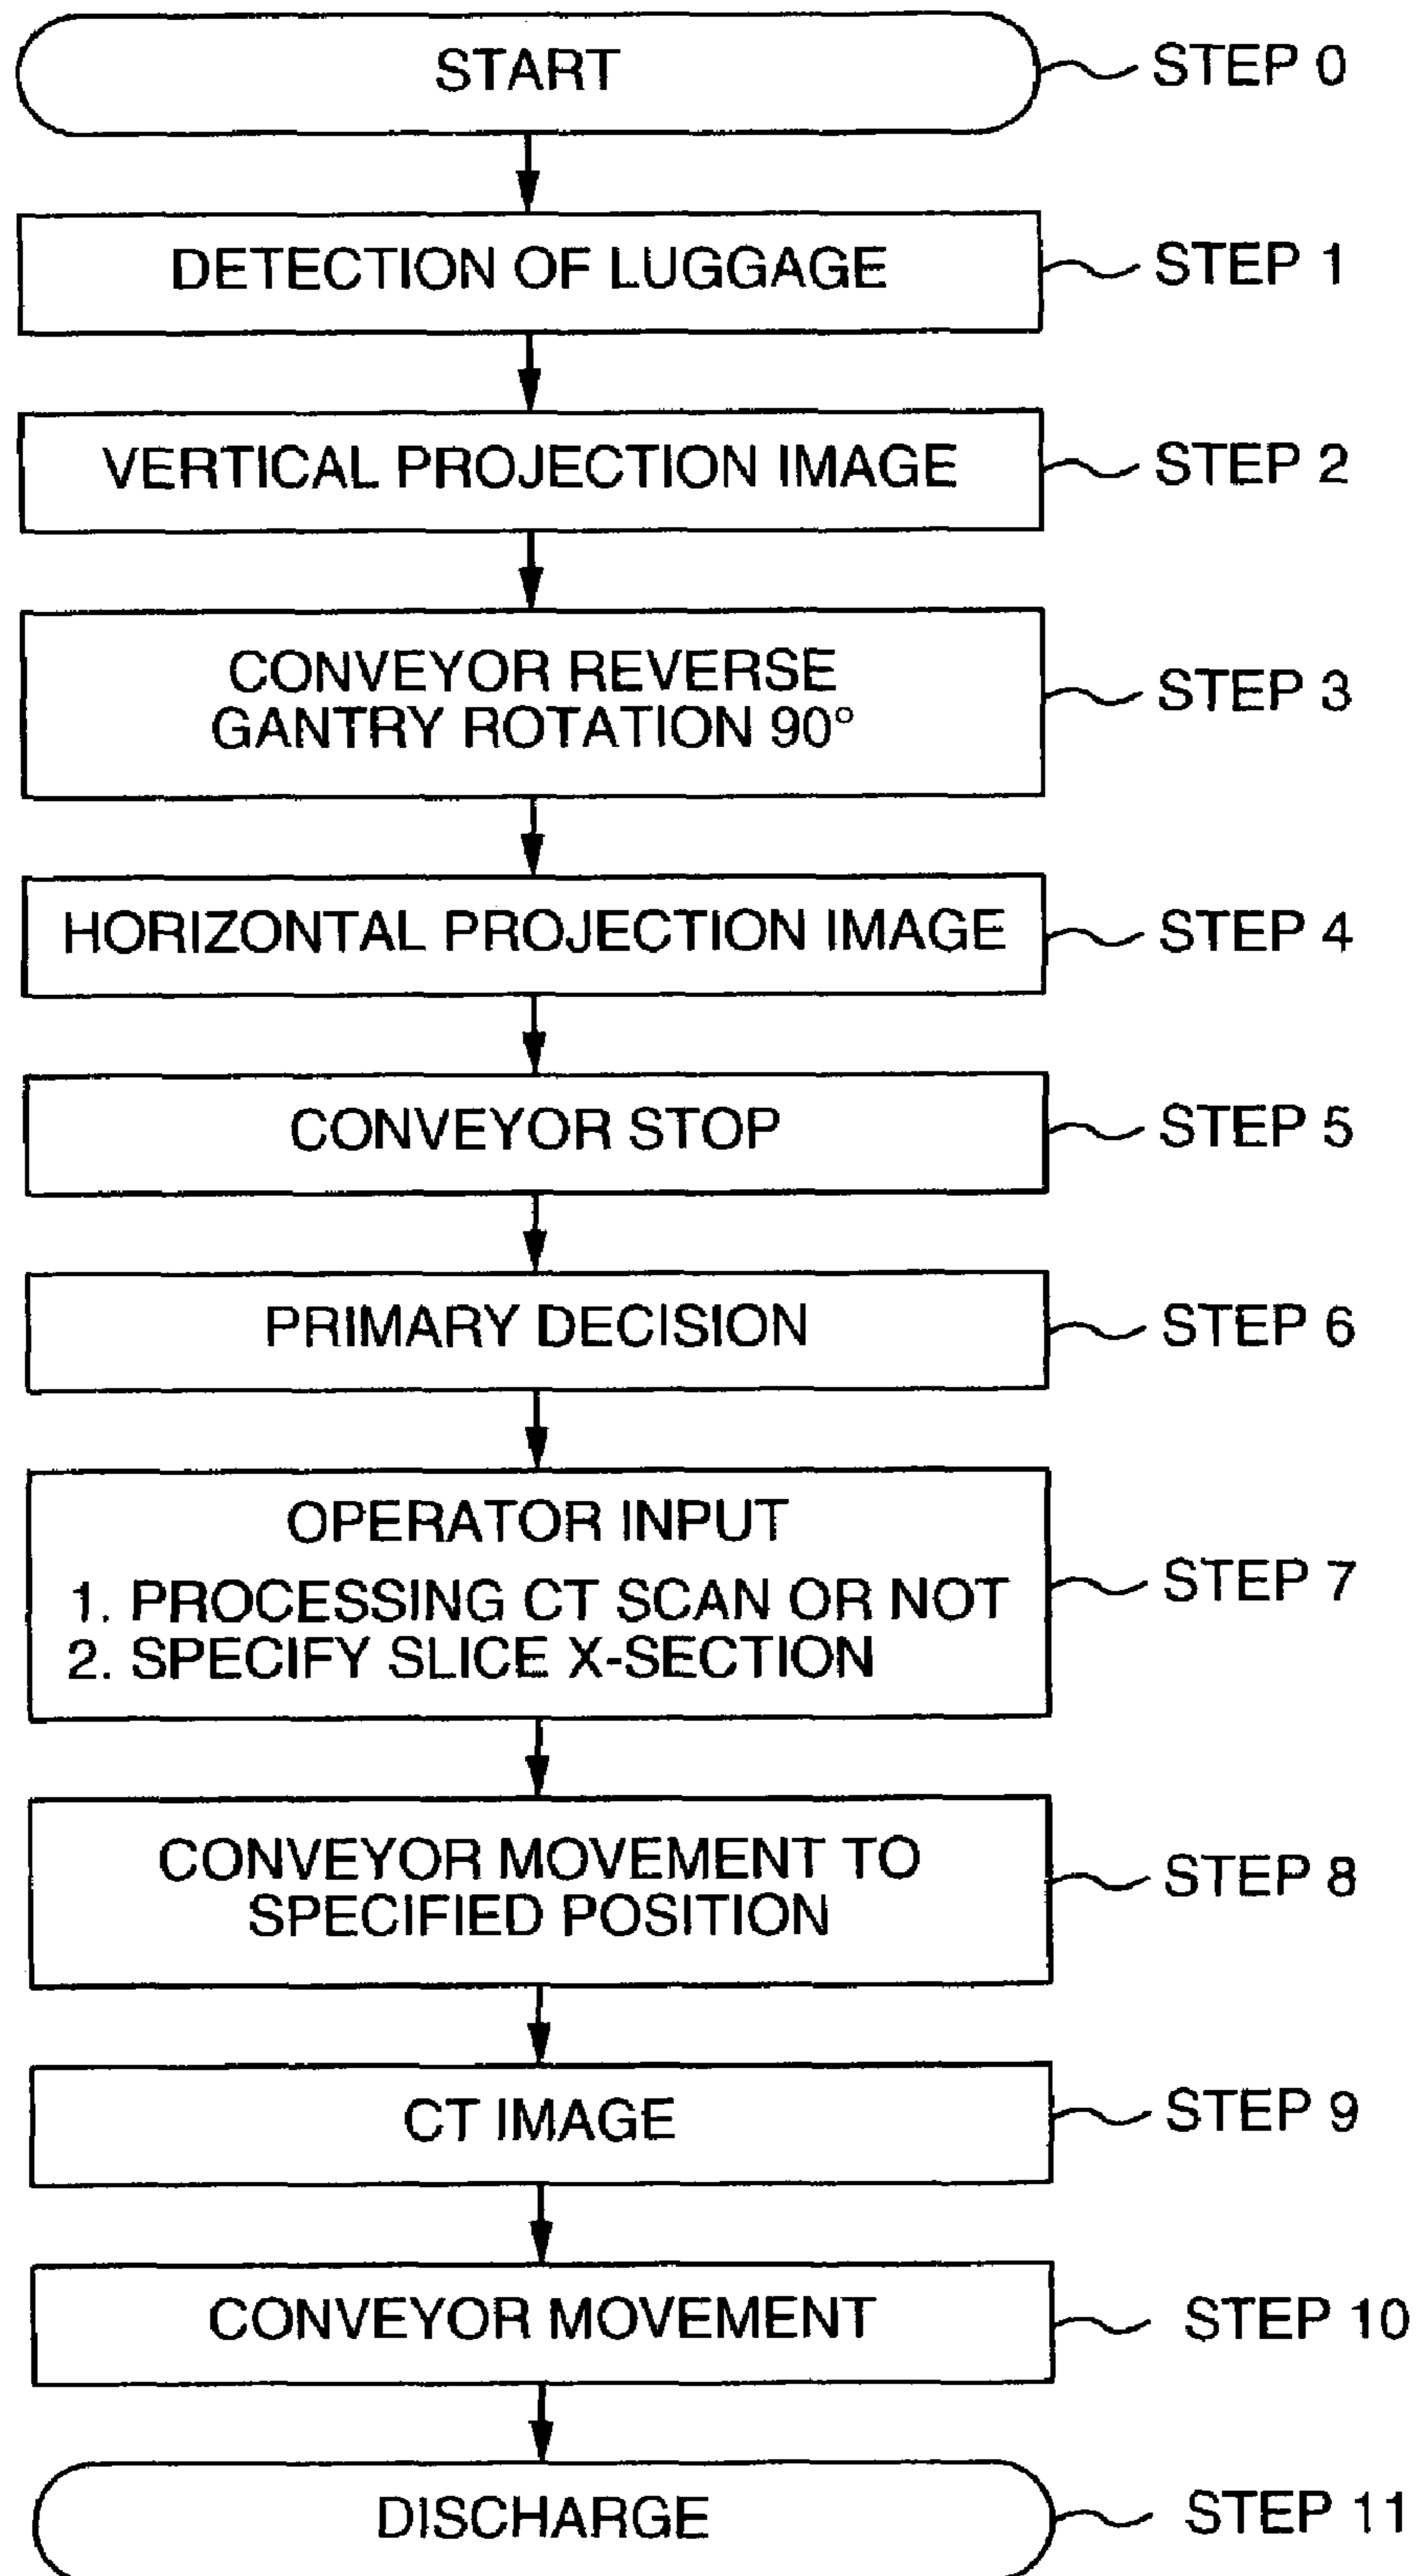 START
STEP 0
DETECTION OF LUGGAGE
STEP 1
VERTICAL PROJECTION IMAGE
STEP 2
CONVEYOR REVERSE
GANTRY ROTATION 90°
STEP 3
HORIZONTAL PROJECTION IMAGE
STEP 4
CONVEYOR STOP
STEP 5
PRIMARY DECISION
STEP 6
OPERATOR INPUT
1. PROCESSING CT SCAN OR NOT
2. SPECIFY SLICE X-SECTION
STEP 7
CONVEYOR MOVEMENT TO
SPECIFIED POSITION
STEP 8
CT IMAGE
STEP 9
CONVEYOR MOVEMENT
STEP 10
DISCHARGE
STEP 11